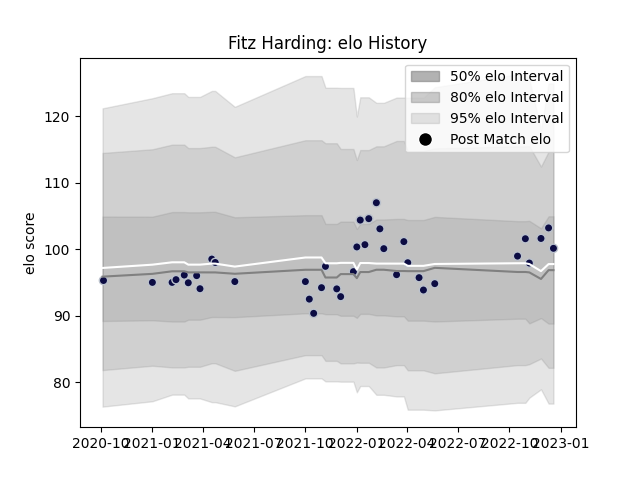 Fitz Harding: elo History
50% elo Interval
80% elo Interval
95% elo Interval
Post Match elo
elo score
120
110
100
90
80
2020-10 2021-01 2021-04 2021-07 2021-10 2022-01 2022-04 2022-07 2022-10 2023-01